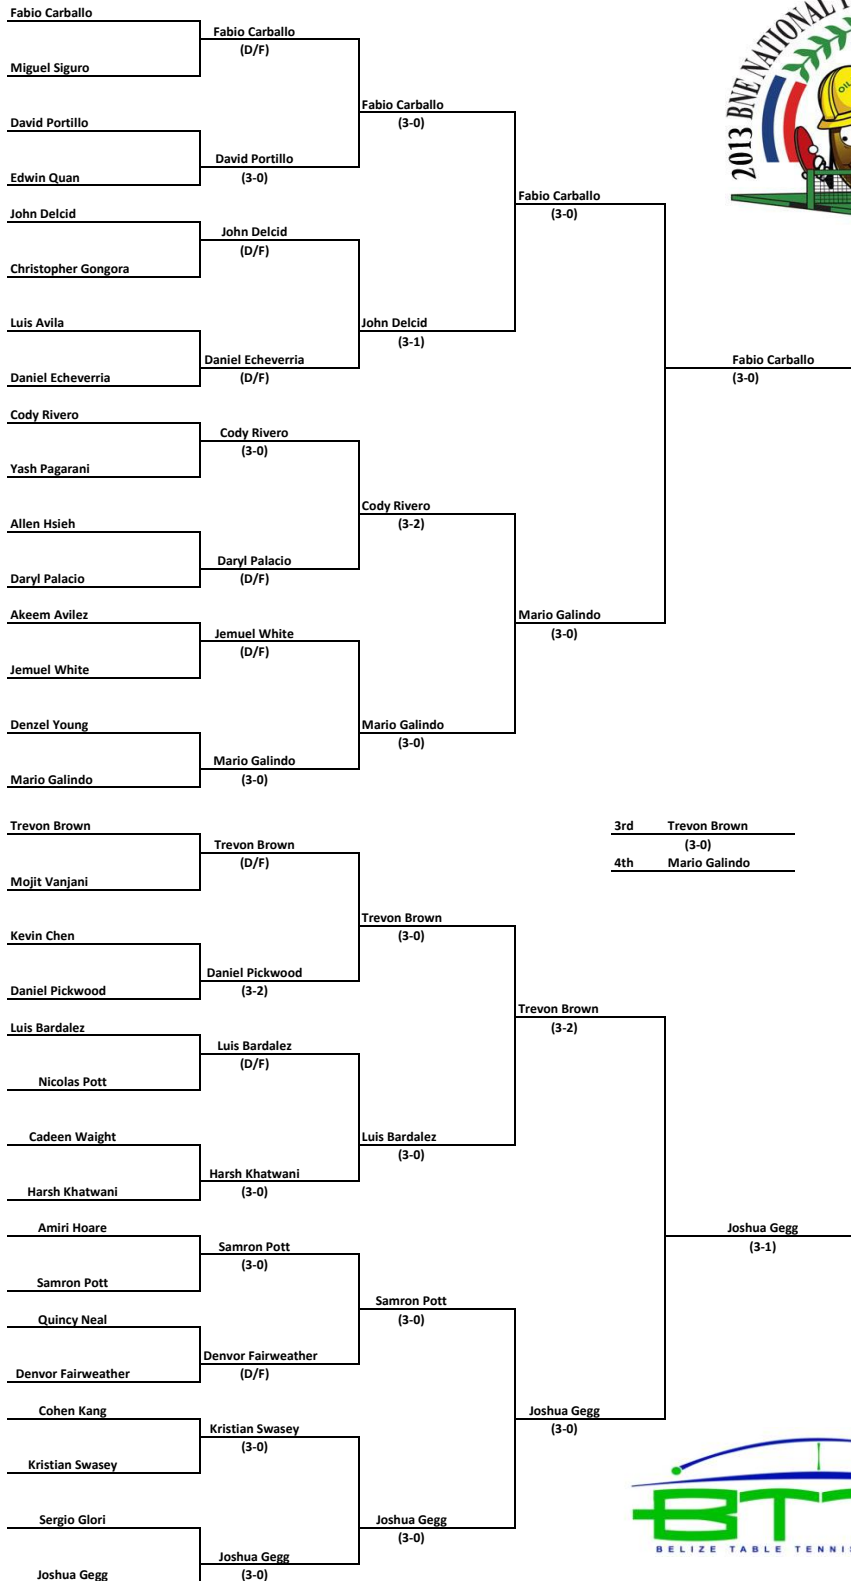 Fabio Carballo
Fabio Carballo
(D/F)
Miguel Siguro
Fabio Carballo
(3-0)
David Portillo
David Portillo
(3-0)
Edwin Quan
Fabio Carballo
(3-0)
John Delcid
John Delcid
(D/F)
Christopher Gongora
John Delcid
(3-1)
Luis Avila
Daniel Echeverria
(D/F)
Daniel Echeverria
Fabio Carballo
(3-0)
Cody Rivero
Cody Rivero
(3-0)
Yash Pagarani
Cody Rivero
(3-2)
Allen Hsieh
Daryl Palacio
(D/F)
Daryl Palacio
Mario Galindo
(3-0)
Akeem Avilez
Jemuel White
(D/F)
Jemuel White
Mario Galindo
(3-0)
Denzel Young
Mario Galindo
(3-0)
Mario Galindo
Trevon Brown
Trevon Brown
(D/F)
Mojit Vanjani
3rd Trevon Brown
(3-0)
4th Mario Galindo
Trevon Brown
(3-0)
Kevin Chen
Daniel Pickwood
(3-2)
Daniel Pickwood
Trevon Brown
(3-2)
Luis Bardalez
Luis Bardalez
(D/F)
Nicolas Pott
Luis Bardalez
(3-0)
Cadeen Waight
Harsh Khatwani
(3-0)
Harsh Khatwani
Joshua Gegg
(3-1)
Amiri Hoare
Samron Pott
(3-0)
Samron Pott
Samron Pott
(3-0)
Quincy Neal
Denvor Fairweather
(D/F)
Denvor Fairweather
Joshua Gegg
(3-0)
Cohen Kang
Kristian Swasey
(3-0)
Kristian Swasey
Joshua Gegg
(3-0)
Sergio Glori
Joshua Gegg
(3-0)
Joshua Gegg
2013 BNE NATIONAL
OIL
BTT
BELIZE TABLE TENNIS